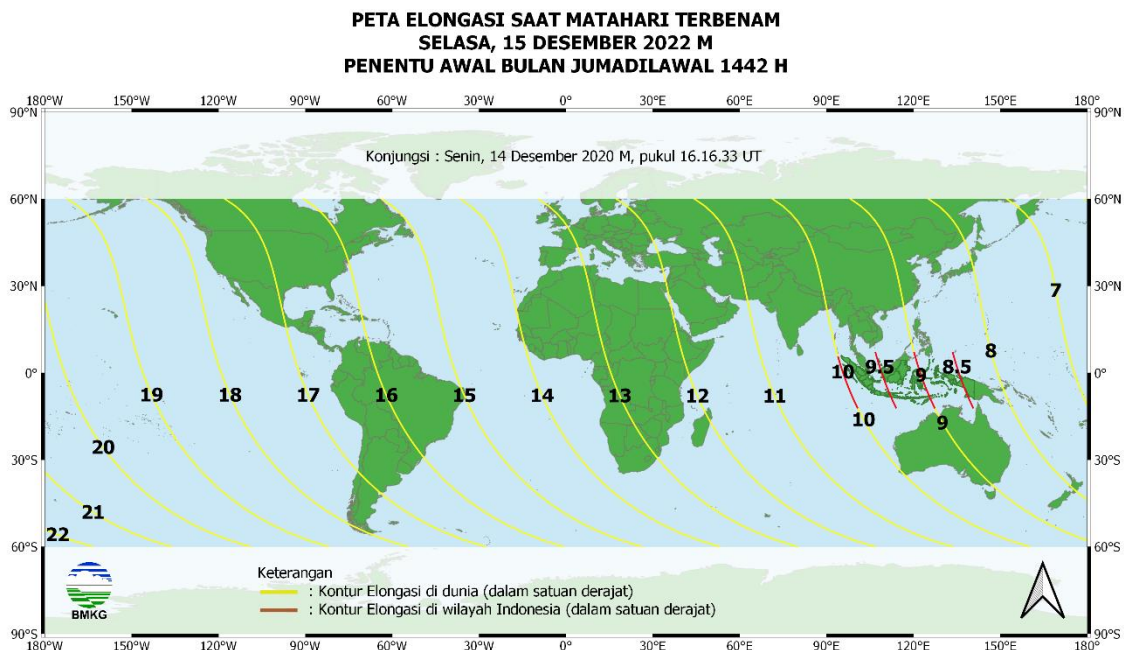 PETA ELONGASI SAAT MATAHARI TERBENAM
SELASA, 15 DESEMBER 2022 M
PENENTU AWAL BULAN JUMADILAWAL 1442 H
180°W 150°W 120°W 90°W 60°W 30°W 0° 30°E 60°E 90°E 120°E 150°E 180°
90°N 90°N
Konjungsi : Senin, 14 Desember 2020 M, pukul 16.16.33 UT
60°N 60°N
30°N 7 30°N
8
0° 10 9.5 9 8.5 0°
19 18 17 16 15 14 13 12 11
10 9
20
30°S 30°S
21
22
60°S 60°S
Keterangan
: Kontur Elongasi di dunia (dalam satuan derajat)
: Kontur Elongasi di wilayah Indonesia (dalam satuan derajat)
BMKG
90°S 90°S
180°W 150°W 120°W 90°W 60°W 30°W 0° 30°E 60°E 90°E 120°E 150°E 180°